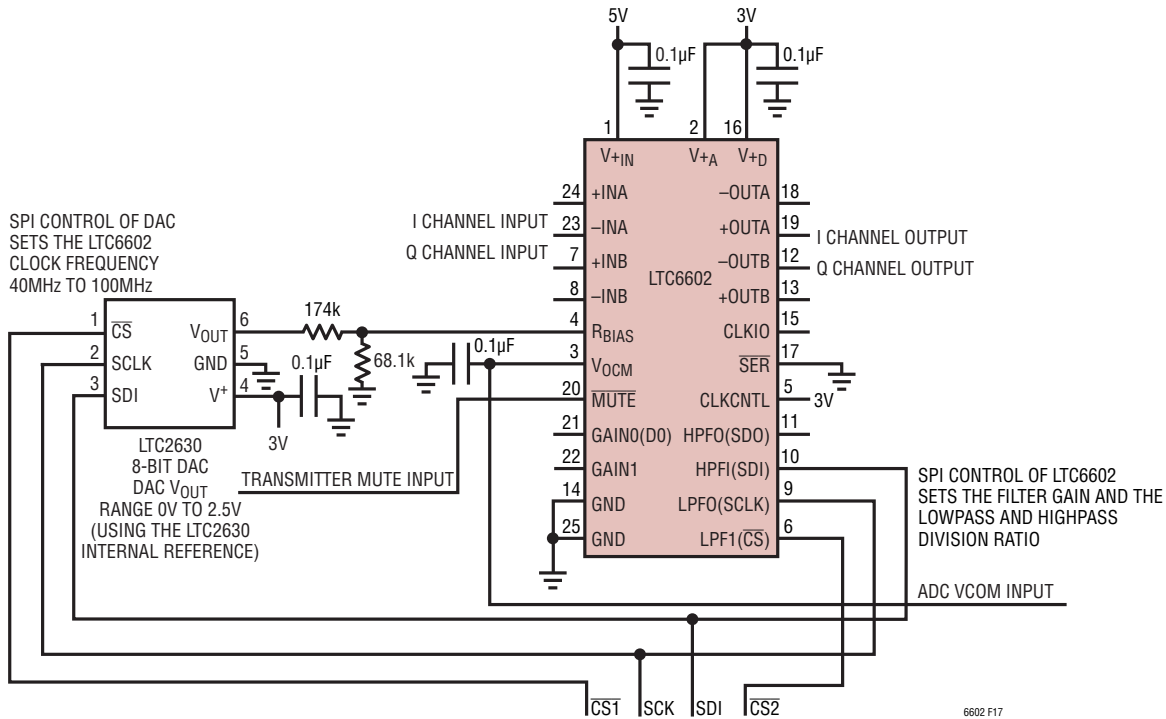 5V
3V
0.1µF
0.1µF
1
2
16
V+IN
V+A
V+D
24
+INA
–OUTA
18
I CHANNEL INPUT
23
–INA
+OUTA
19
I CHANNEL OUTPUT
Q CHANNEL INPUT
7
+INB
–OUTB
12
Q CHANNEL OUTPUT
LTC6602
8
–INB
+OUTB
13
SPI CONTROL OF DAC
SETS THE LTC6602
CLOCK FREQUENCY
40MHz TO 100MHz
1
CS
VOUT
6
174k
4
RBIAS
CLKIO
15
2
SCLK
GND
5
0.1µF
68.1k
0.1µF
3
VOCM
SER
17
3
SDI
V+
4
3V
20
MUTE
CLKCNTL
5
3V
21
GAIN0(D0)
HPFO(SDO)
11
22
GAIN1
HPFI(SDI)
10
14
GND
LPFO(SCLK)
9
25
GND
LPF1(CS)
6
LTC2630
8-BIT DAC
DAC VOUT
RANGE 0V TO 2.5V
(USING THE LTC2630
INTERNAL REFERENCE)
TRANSMITTER MUTE INPUT
SPI CONTROL OF LTC6602
SETS THE FILTER GAIN AND THE
LOWPASS AND HIGHPASS
DIVISION RATIO
ADC VCOM INPUT
CS1
SCK
SDI
CS2
6602 F17